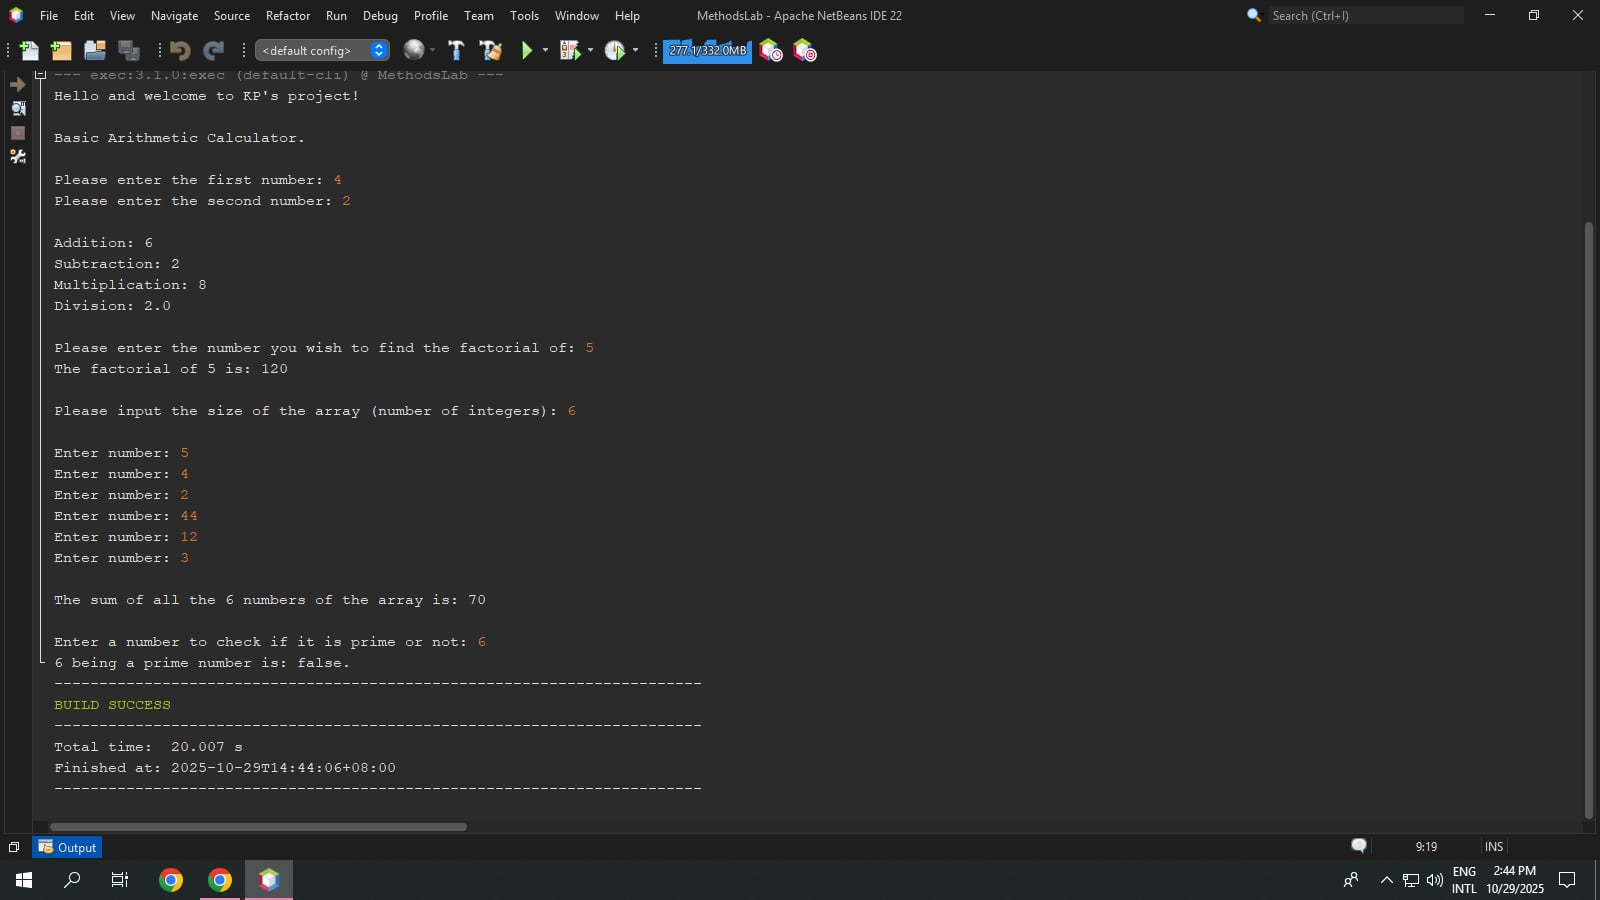 File Edit View Navigate Source Refactor Run Debug Profile Team Tools Window Help MethodsLab - Apache NetBeans IDE 22 Search (Ctrl+I)
<default config> 277.1/332.0MB
--- exec:3.1.0:exec (default-cli) @ MethodsLab ---
Hello and welcome to KP's project!
Basic Arithmetic Calculator.
Please enter the first number: 4
Please enter the second number: 2
Addition: 6
Subtraction: 2
Multiplication: 8
Division: 2.0
Please enter the number you wish to find the factorial of: 5
The factorial of 5 is: 120
Please input the size of the array (number of integers): 6
Enter number: 5
Enter number: 4
Enter number: 2
Enter number: 44
Enter number: 12
Enter number: 3
The sum of all the 6 numbers of the array is: 70
Enter a number to check if it is prime or not: 6
6 being a prime number is: false.
------------------------------------------------------------------------
BUILD SUCCESS
------------------------------------------------------------------------
Total time:  20.007 s
Finished at: 2025-10-29T14:44:06+08:00
------------------------------------------------------------------------
Output 9:19 INS
ENG 2:44 PM
INTL 10/29/2025